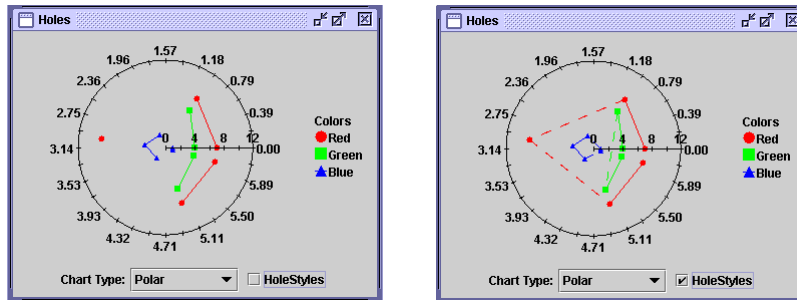 Holes
1.57
1.96 1.18
2.36 0.79
2.75 0.39
3.14 0 4 8 12 0.00
3.53 5.89
3.93 5.50
4.32 5.11
4.71
Colors
Red
Green
Blue
Chart Type: Polar HoleStyles
Holes
1.57
1.96 1.18
2.36 0.79
2.75 0.39
3.14 0 4 8 12 0.00
3.53 5.89
3.93 5.50
4.32 5.11
4.71
Colors
Red
Green
Blue
Chart Type: Polar HoleStyles